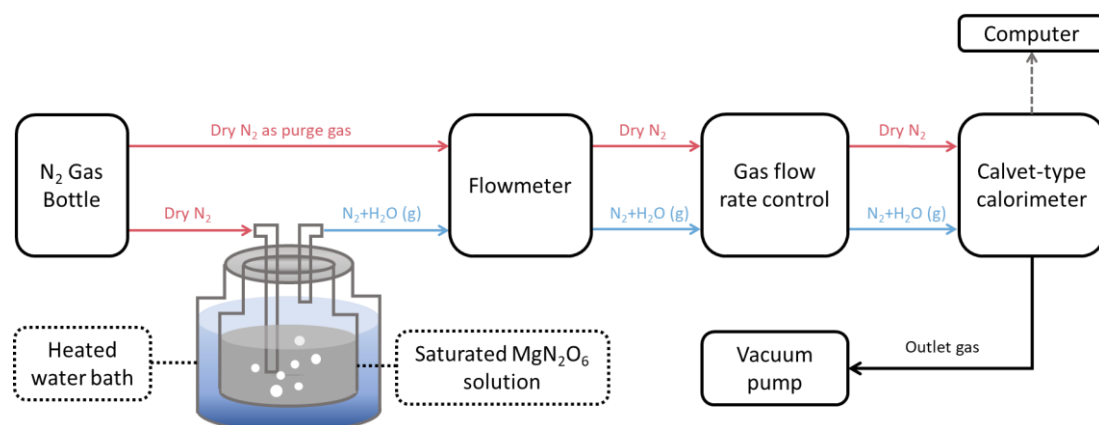 Computer
Dry N₂ as purge gas
Dry N₂
Dry N₂
N₂ Gas
Bottle
Flowmeter
Gas flow
rate control
Calvet-type
calorimeter
Dry N₂
N₂+H₂O (g)
N₂+H₂O (g)
N₂+H₂O (g)
Heated
water bath
Saturated MgN₂O₆
solution
Vacuum
pump
Outlet gas